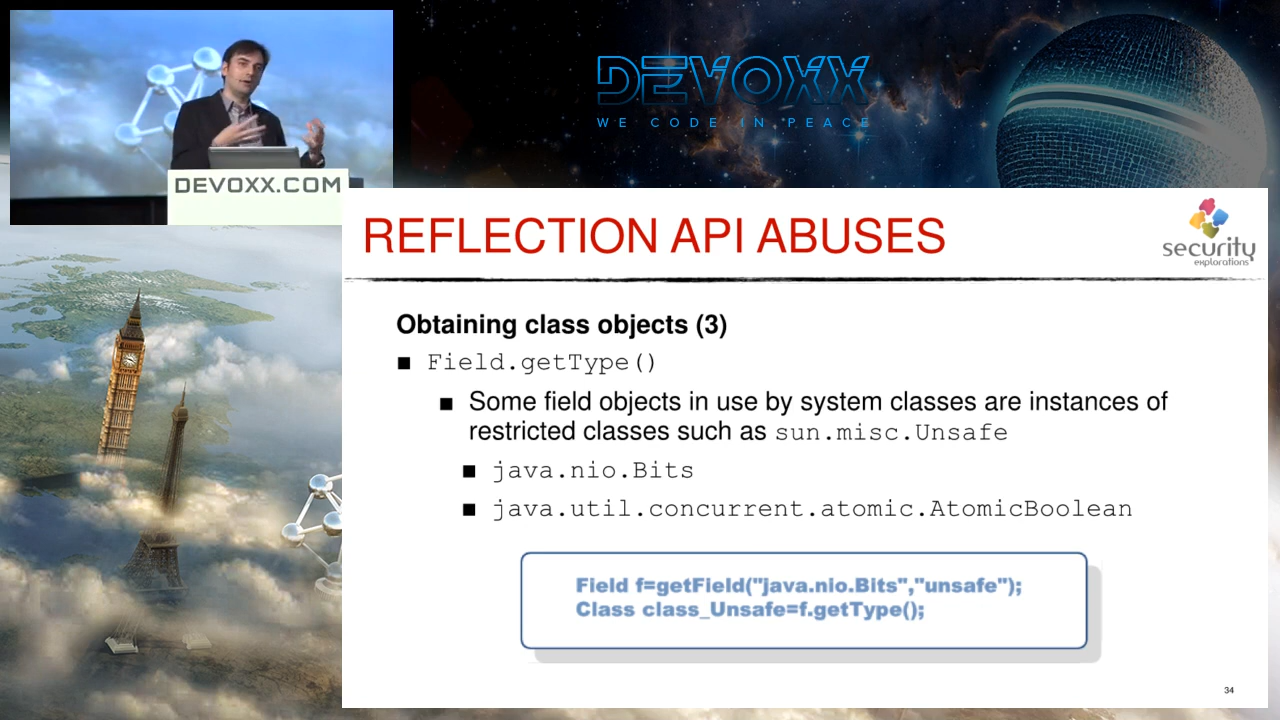 DEVOXX
WE CODE IN PEACE
DEVOXX.COM
REFLECTION API ABUSES
security
explorations
Obtaining class objects (3)
Field.getType()
Some field objects in use by system classes are instances of
restricted classes such as sun.misc.Unsafe
java.nio.Bits
java.util.concurrent.atomic.AtomicBoolean
Field f=getField("java.nio.Bits","unsafe");
Class class_Unsafe=f.getType();
34